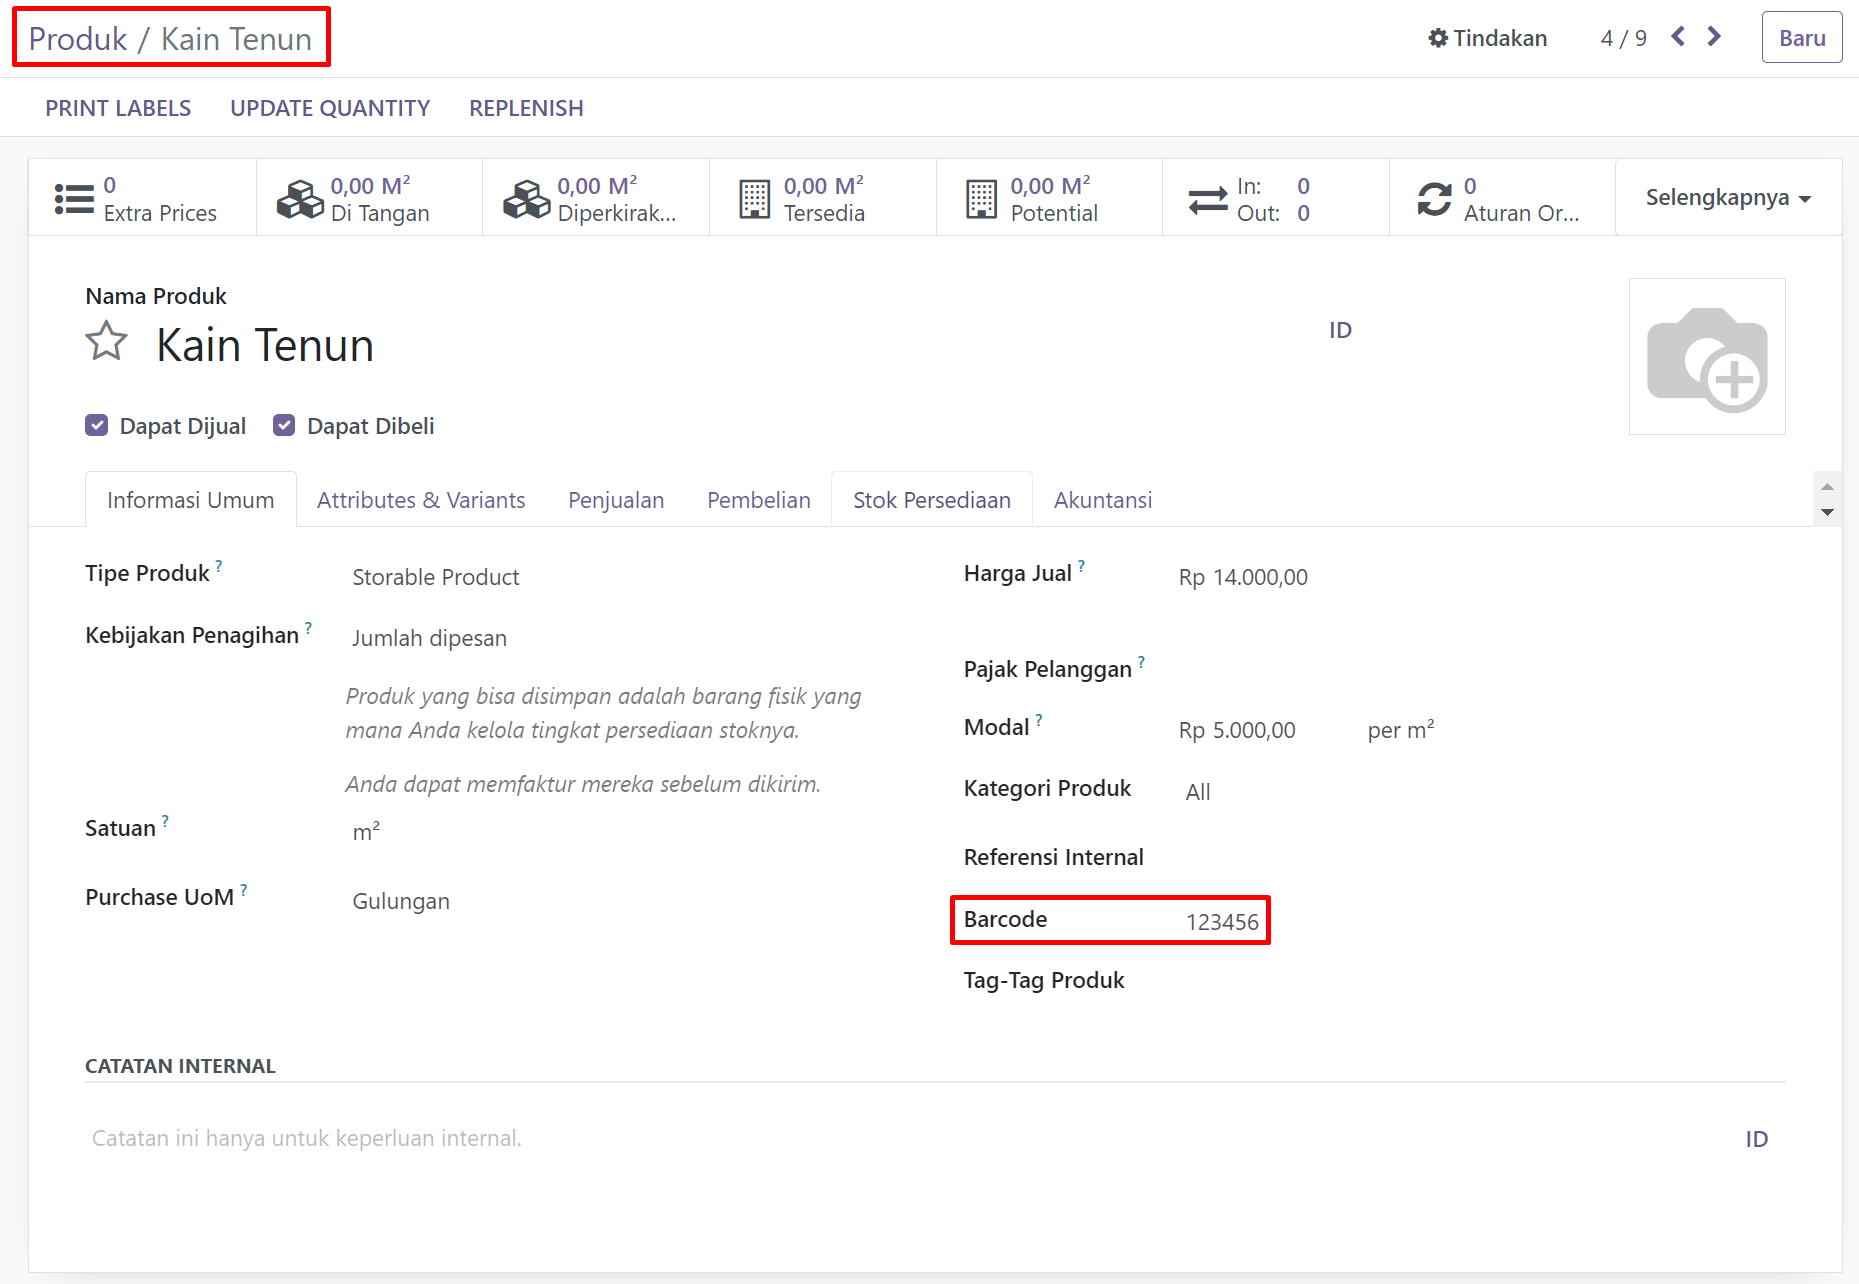 Produk / Kain Tenun
Tindakan
4 / 9
Baru
PRINT LABELS
UPDATE QUANTITY
REPLENISH
0
Extra Prices
0,00 M²
Di Tangan
0,00 M²
Diperkirak...
0,00 M²
Tersedia
0,00 M²
Potential
In: 0
Out: 0
0
Aturan Or...
Selengkapnya
Nama Produk
Kain Tenun
ID
Dapat Dijual
Dapat Dibeli
Informasi Umum
Attributes & Variants
Penjualan
Pembelian
Stok Persediaan
Akuntansi
Tipe Produk ?
Storable Product
Kebijakan Penagihan ?
Jumlah dipesan
Produk yang bisa disimpan adalah barang fisik yang
mana Anda kelola tingkat persediaan stoknya.
Anda dapat memfaktur mereka sebelum dikirim.
Satuan ?
m²
Purchase UoM ?
Gulungan
Harga Jual ?
Rp 14.000,00
Pajak Pelanggan ?
Modal ?
Rp 5.000,00
per m²
Kategori Produk
All
Referensi Internal
Barcode
123456
Tag-Tag Produk
CATATAN INTERNAL
Catatan ini hanya untuk keperluan internal.
ID